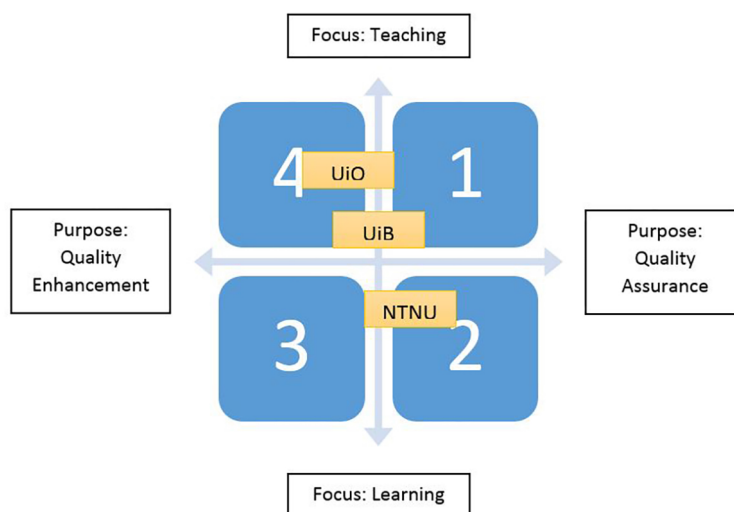 Focus: Teaching
4
1
UiO
UiB
Purpose:
Quality
Enhancement
Purpose:
Quality
Assurance
NTNU
3
2
Focus: Learning